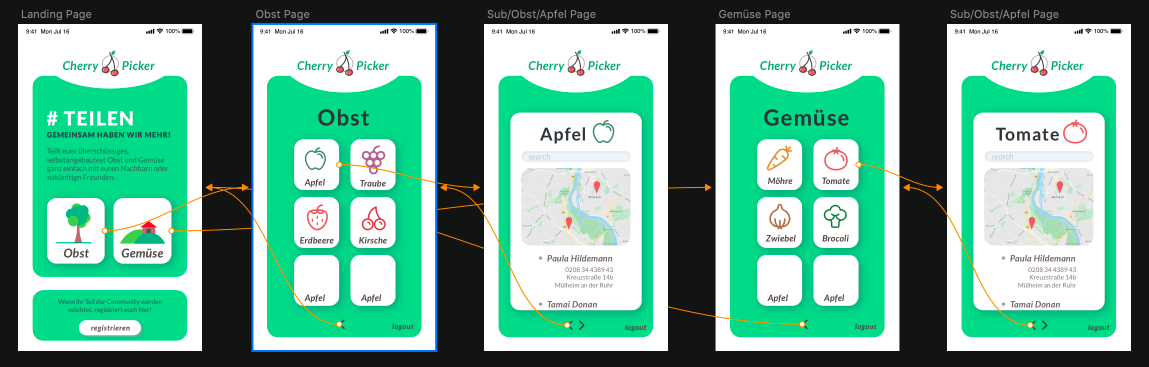 Landing Page
9:41 Mon Jul 16
100%
Cherry Picker
# TEILEN
GEMEINSAM HABEN WIR MEHR!
Teilt euer überschüssiges,
selbstangebautest Obst und Gemüse
ganz einfach mit euren Nachbarn oder
zukünftign Freunden.
Obst
Gemüse
Wenn ihr Teil der Community werden
möchtet, registriert euch hier!
registrieren
Obst Page
9:41 Mon Jul 16
100%
Cherry Picker
Obst
Apfel
Traube
Erdbeere
Kirsche
Apfel
Apfel
logout
Sub/Obst/Apfel Page
9:41 Mon Jul 16
100%
Cherry Picker
Apfel
search
Paula Hildemann
0208 34 4389 43
Kreuzstraße 14b
Mülheim an der Ruhr
Tamai Donan
logout
Gemüse Page
9:41 Mon Jul 16
100%
Cherry Picker
Gemüse
Möhre
Tomate
Zwiebel
Brocoli
Apfel
Apfel
logout
Sub/Obst/Apfel Page
9:41 Mon Jul 16
100%
Cherry Picker
Tomate
search
Paula Hildemann
0208 34 4389 43
Kreuzstraße 14b
Mülheim an der Ruhr
Tamai Donan
logout